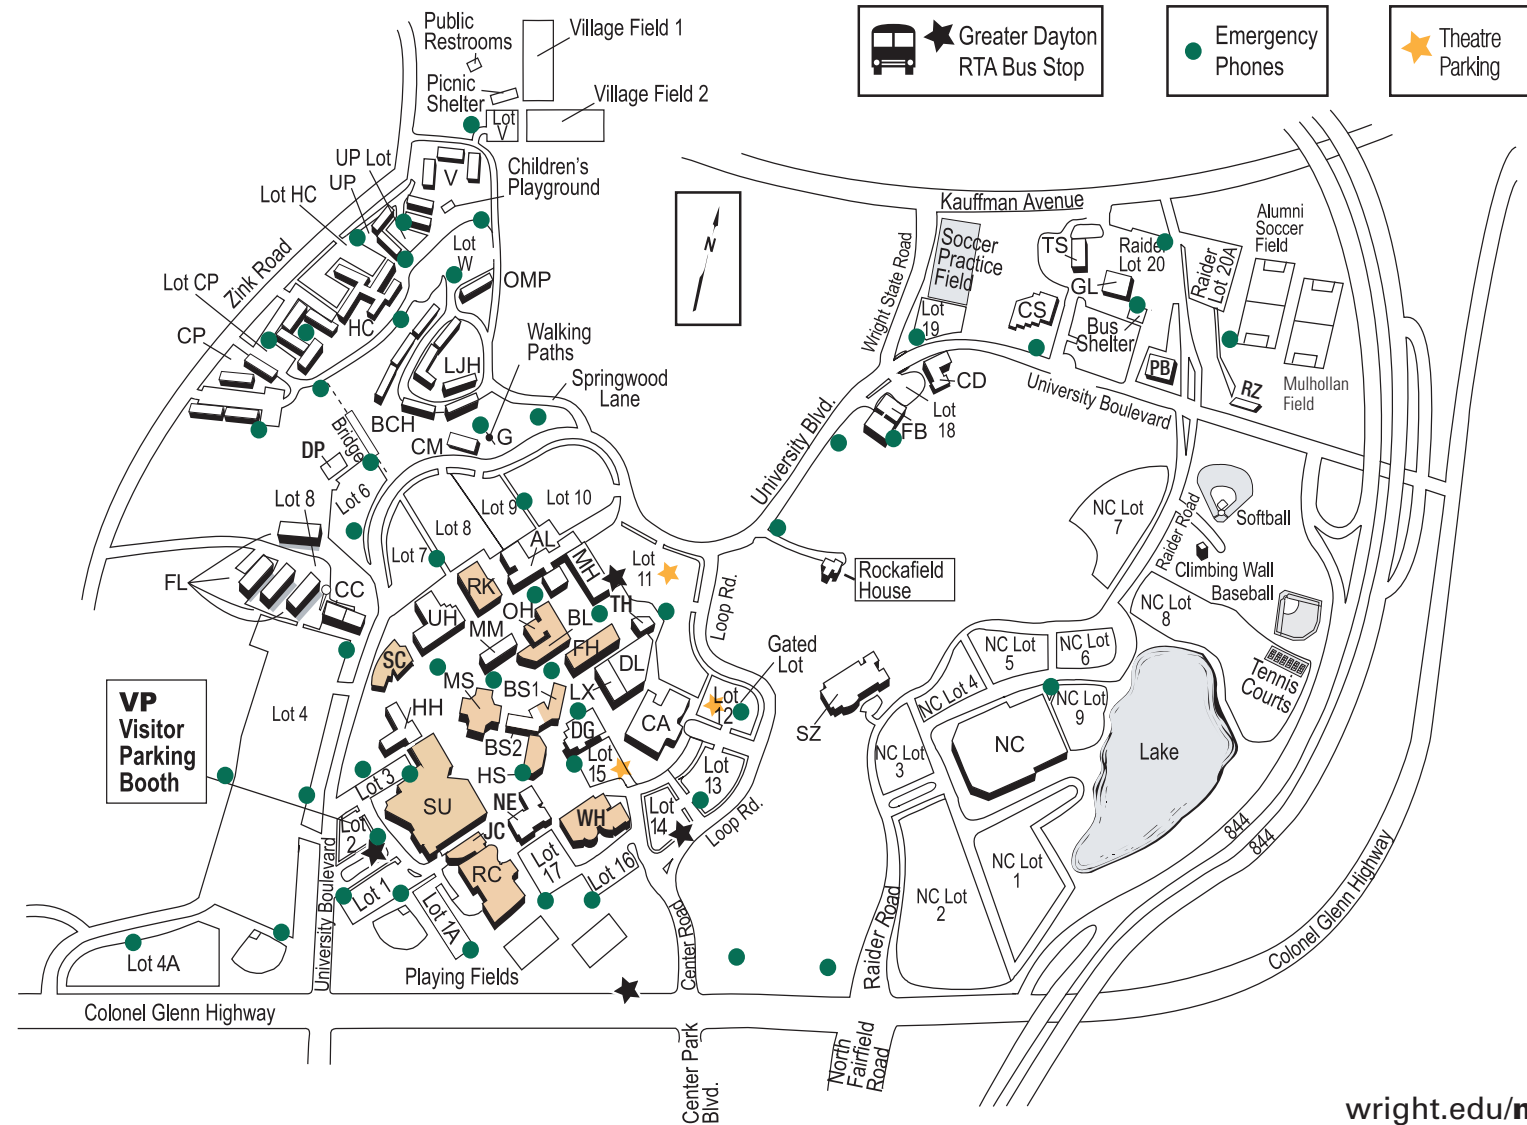 Public
Restrooms
Village Field 1
Picnic
Shelter
Village Field 2
Lot
V
Greater Dayton
RTA Bus Stop
Emergency
Phones
Theatre
Parking
UP Lot
UP
V
Children's
Playground
Lot HC
Lot
W
OMP
Zink Road
Lot CP
CP
HC
Walking
Paths
LJH
Springwood
Lane
BCH
CM
G
DP
Bridge
N
Kauffman Avenue
Wright State Road
Soccer
Practice
Field
TS
Raider
Lot 20
Raider
Lot 20A
Alumni
Soccer
Field
GL
CS
Lot
19
Bus
Shelter
PB
RZ
Mulhollan
Field
CD
Lot
18
FB
University Boulevard
University Blvd.
Lot 6
Lot 8
Lot 9
Lot 10
Lot 8
Lot 7
FL
CC
AL
MH
Lot
11
RK
OH
BL
TH
UH
MM
FH
SC
DL
MS
BS1
LX
HH
BS2
DG
CA
Lot
12
Gated
Lot
Loop Rd.
HS
Lot
15
Lot
13
Lot 4
Lot 3
SU
NE
JC
WH
Lot
14
Loop Rd.
VP
Visitor
Parking
Booth
Lot
2
Lot 1
Lot 1A
RC
Lot
17
Lot 16
University Boulevard
Lot 4A
Playing Fields
Center Road
Colonel Glenn Highway
Center Park
Blvd.
North
Fairfield
Road
Raider Road
Rockafield
House
SZ
NC Lot
7
Raider Road
Softball
Climbing Wall
Baseball
NC Lot
8
NC Lot
5
NC Lot
6
NC Lot 4
NC Lot
9
NC
NC Lot
3
Lake
Tennis
Courts
NC Lot
2
NC Lot
1
844
844
Colonel Glenn Highway
wright.edu/